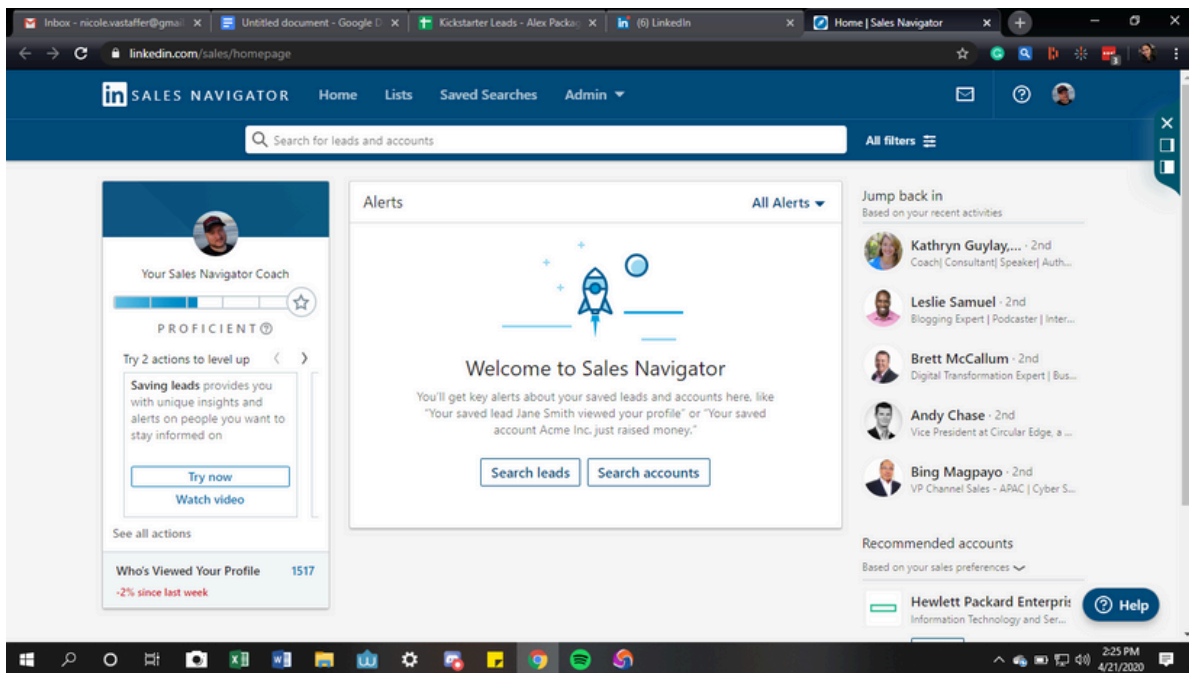 Inbox - nicole.vastaffer@gmail
Untitled document - Google D
Kickstarter Leads - Alex Packag
(6) LinkedIn
Home | Sales Navigator
linkedin.com/sales/homepage
3
in SALES NAVIGATOR Home Lists Saved Searches Admin
Search for leads and accounts
All filters
Your Sales Navigator Coach
PROFICIENT
Try 2 actions to level up
Saving leads provides you
with unique insights and
alerts on people you want to
stay informed on
Try now
Watch video
See all actions
Who's Viewed Your Profile 1517
-2% since last week
Alerts
All Alerts
Welcome to Sales Navigator
You'll get key alerts about your saved leads and accounts here, like
"Your saved lead Jane Smith viewed your profile" or "Your saved
account Acme Inc. just raised money."
Search leads
Search accounts
Jump back in
Based on your recent activities
Kathryn Guylay,... · 2nd
Coach| Consultant| Speaker| Auth...
Leslie Samuel · 2nd
Blogging Expert | Podcaster | Inter...
Brett McCallum · 2nd
Digital Transformation Expert | Bus...
Andy Chase · 2nd
Vice President at Circular Edge, a ...
Bing Magpayo · 2nd
VP Channel Sales - APAC | Cyber S...
Recommended accounts
Based on your sales preferences
Hewlett Packard Enterpris
Information Technology and Ser...
Help
2:25 PM
4/21/2020